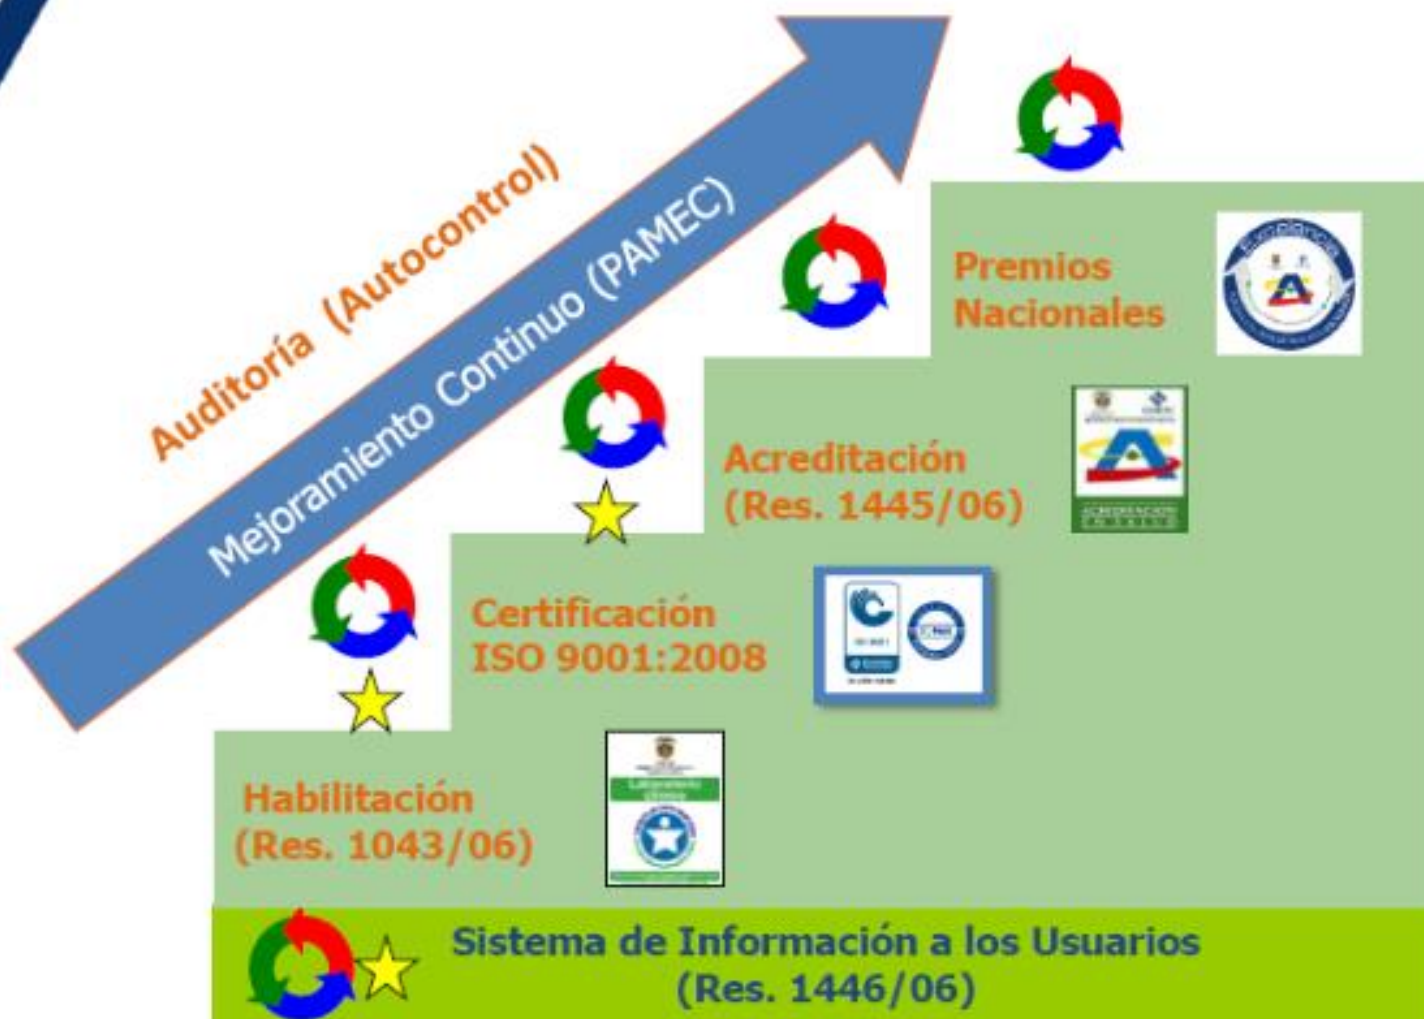 Auditoría (Autocontrol)
Mejoramiento Continuo (PAMEC)
Premios
Nacionales
Acreditación
(Res. 1445/06)
Certificación
ISO 9001:2008
Habilitación
(Res. 1043/06)
Sistema de Información a los Usuarios
(Res. 1446/06)